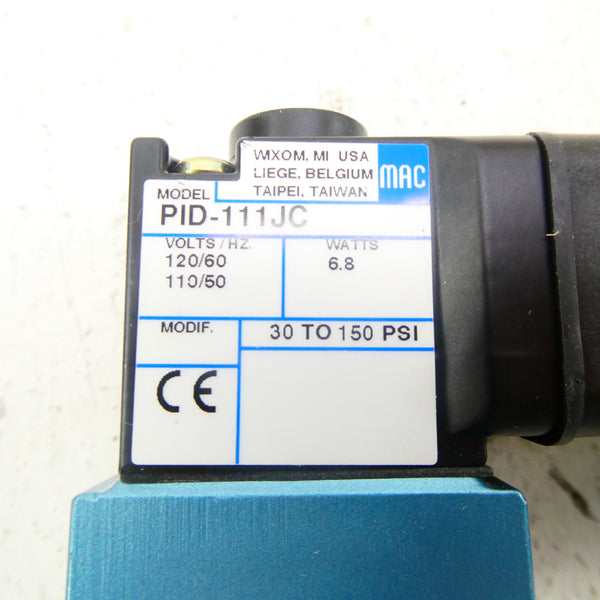 WIXOM, MI USA
LIEGE, BELGIUM
TAIPEI, TAIWAN
MAC
MODEL
PID-111JC
VOLTS/HZ.
120/60
110/50
WATTS
6.8
MODIF.
30 TO 150 PSI
CE